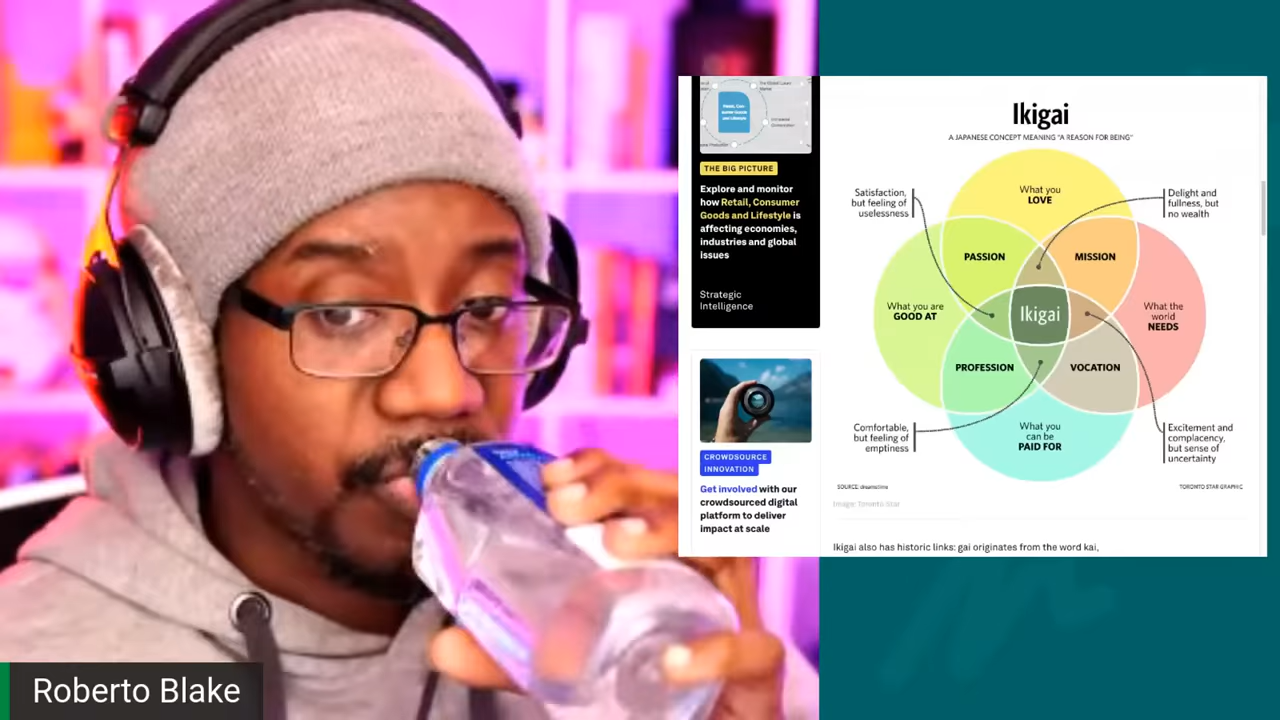 Roberto Blake
THE BIG PICTURE
Explore and monitor
how Retail, Consumer
Goods and Lifestyle is
affecting economies,
industries and global
issues
Strategic
Intelligence
CROWDSOURCE
INNOVATION
Get involved with our
crowdsourced digital
platform to deliver
impact at scale
Ikigai
A JAPANESE CONCEPT MEANING "A REASON FOR BEING"
Satisfaction,
but feeling of
uselessness
What you
LOVE
Delight and
fullness, but
no wealth
PASSION
MISSION
What you are
GOOD AT
Ikigai
What the
world
NEEDS
PROFESSION
VOCATION
Comfortable,
but feeling of
emptiness
What you
can be
PAID FOR
Excitement and
complacency,
but sense of
uncertainty
SOURCE: dreamstime
TORONTO STAR GRAPHIC
Image: Toronto Star
Ikigai also has historic links: gai originates from the word kai,